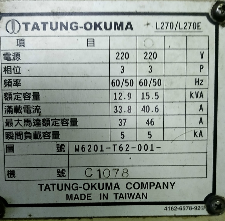 TATUNG-OKUMA L270/L270E
項目
電源 220 220 V
相數 3 3
頻率 60/50 60/50 Hz
額定容量 12.9 15.5 kVA
滿載電流 33.8 40.6 A
最大馬達額定容量 37 46 A
瞬間負載容量 5 5 kA
圖號 W6201-T62-001-
機號 C1078
TATUNG-OKUMA COMPANY
MADE IN TAIWAN